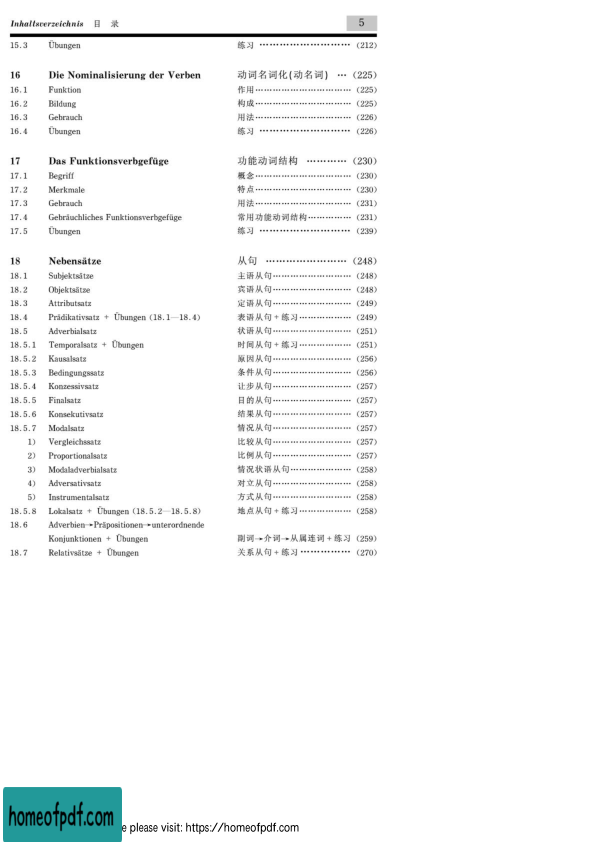 Inhaltsverzeichnis 目 录 5
15.3 Übungen 练习 ………………………… (212)
16 Die Nominalisierung der Verben 动词名词化(动名词) … (225)
16.1 Funktion 作用…………………………… (225)
16.2 Bildung 构成…………………………… (225)
16.3 Gebrauch 用法…………………………… (226)
16.4 Übungen 练习 ………………………… (226)
17 Das Funktionsverbgefüge 功能动词结构 ………… (230)
17.1 Begriff 概念…………………………… (230)
17.2 Merkmale 特点…………………………… (230)
17.3 Gebrauch 用法…………………………… (231)
17.4 Gebräuchliches Funktionsverbgefüge 常用功能动词结构…………… (231)
17.5 Übungen 练习 ………………………… (239)
18 Nebensätze 从句 …………………… (248)
18.1 Subjektsätze 主语从句……………………… (248)
18.2 Objektsätze 宾语从句……………………… (248)
18.3 Attributsatz 定语从句……………………… (249)
18.4 Prädikativsatz + Übungen (18.1—18.4) 表语从句+练习……………… (249)
18.5 Adverbialsatz 状语从句……………………… (251)
18.5.1 Temporalsatz + Übungen 时间从句+练习……………… (251)
18.5.2 Kausalsatz 原因从句……………………… (256)
18.5.3 Bedingungssatz 条件从句……………………… (256)
18.5.4 Konzessivsatz 让步从句……………………… (257)
18.5.5 Finalsatz 目的从句……………………… (257)
18.5.6 Konsekutivsatz 结果从句……………………… (257)
18.5.7 Modalsatz 情况从句……………………… (257)
1) Vergleichssatz 比较从句……………………… (257)
2) Proportionalsatz 比例从句……………………… (257)
3) Modaladverbialsatz 情况状语从句………………… (258)
4) Adversativsatz 对立从句……………………… (258)
5) Instrumentalsatz 方式从句……………………… (258)
18.5.8 Lokalsatz + Übungen (18.5.2—18.5.8) 地点从句+练习……………… (258)
18.6 Adverbien→Präpositionen→unterordnende
Konjunktionen + Übungen 副词→介词→从属连词+练习 (259)
18.7 Relativsätze + Übungen 关系从句+练习 …………… (270)
homeofpdf.com
e please visit: https://homeofpdf.com